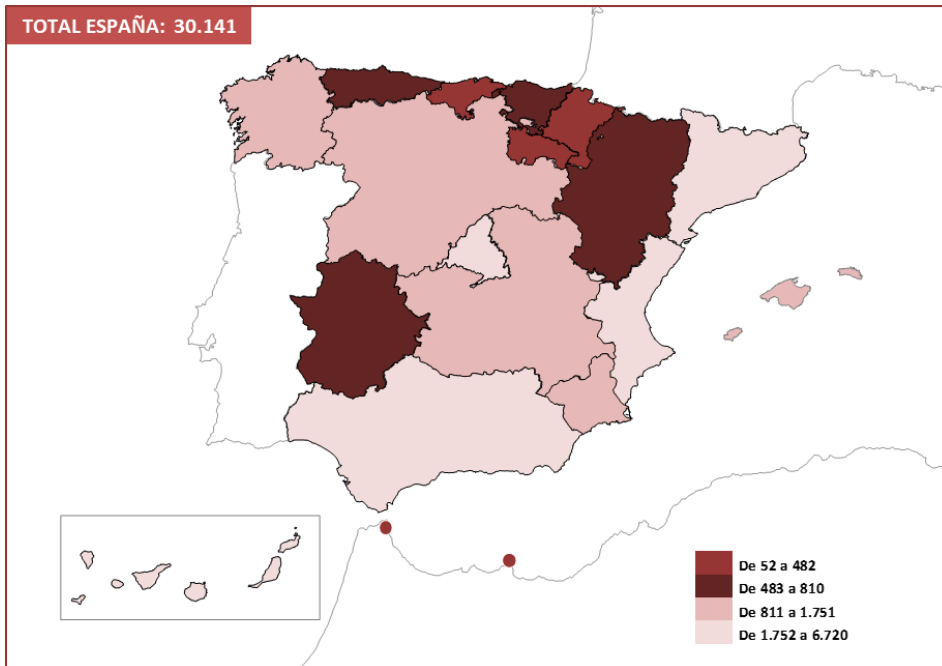 TOTAL ESPAÑA: 30.141
De 52 a 482
De 483 a 810
De 811 a 1.751
De 1.752 a 6.720